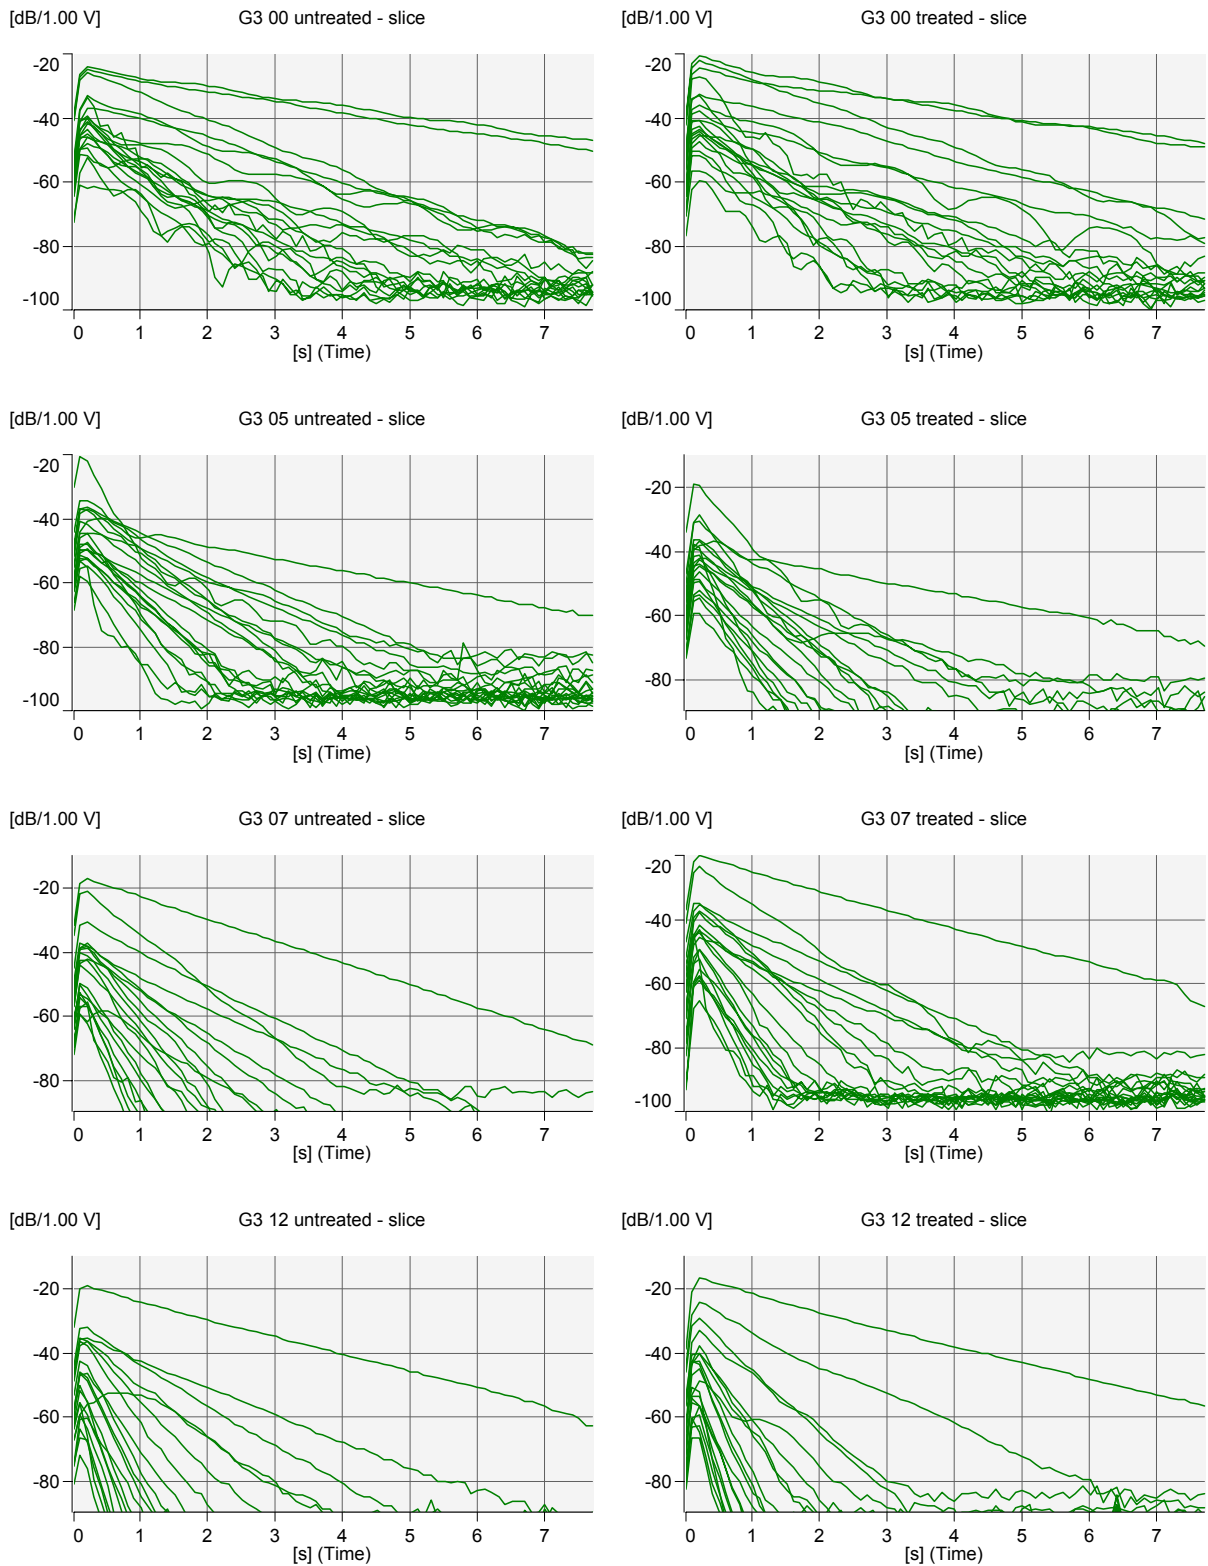 [dB/1.00 V] G3 00 untreated - slice [dB/1.00 V] G3 00 treated - slice
-20 -20
-40 -40
-60 -60
-80 -80
-100 -100
0 1 2 3 4 5 6 7 0 1 2 3 4 5 6 7
[s] (Time) [s] (Time)
[dB/1.00 V] G3 05 untreated - slice [dB/1.00 V] G3 05 treated - slice
-20 -20
-40 -40
-60 -60
-80 -80
-100
0 1 2 3 4 5 6 7 0 1 2 3 4 5 6 7
[s] (Time) [s] (Time)
[dB/1.00 V] G3 07 untreated - slice [dB/1.00 V] G3 07 treated - slice
-20 -20
-40 -40
-60 -60
-80 -80
-100
0 1 2 3 4 5 6 7 0 1 2 3 4 5 6 7
[s] (Time) [s] (Time)
[dB/1.00 V] G3 12 untreated - slice [dB/1.00 V] G3 12 treated - slice
-20 -20
-40 -40
-60 -60
-80 -80
0 1 2 3 4 5 6 7 0 1 2 3 4 5 6 7
[s] (Time) [s] (Time)